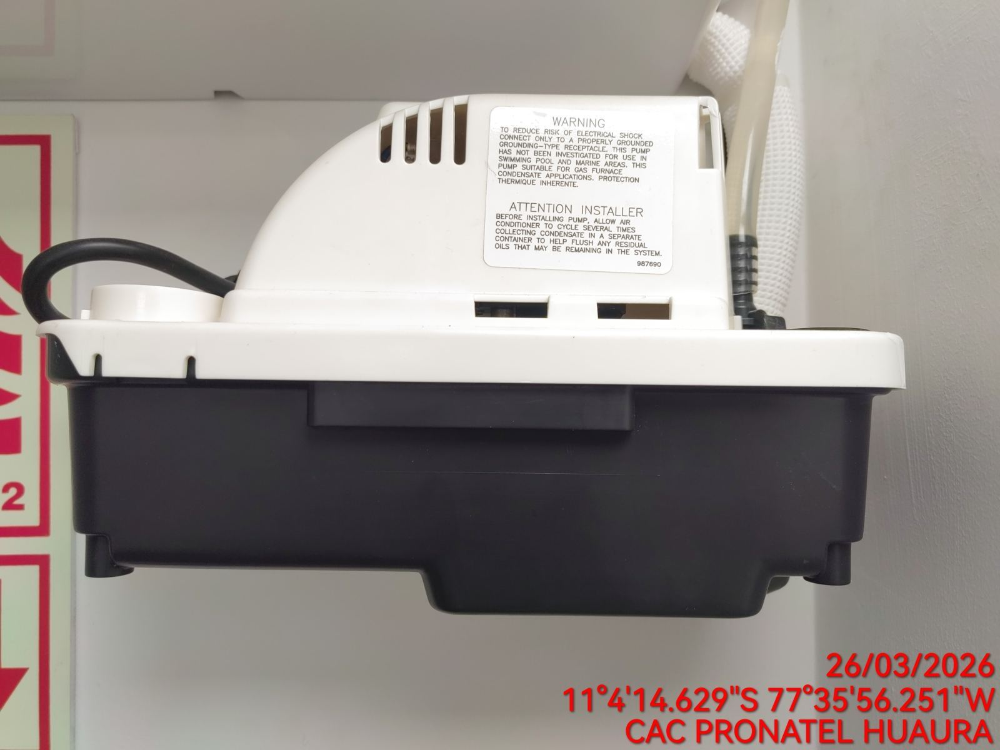 WARNING
TO REDUCE RISK OF ELECTRICAL SHOCK
CONNECT ONLY TO A PROPERLY GROUNDED
GROUNDING-TYPE RECEPTACLE. THIS PUMP
HAS NOT BEEN INVESTIGATED FOR USE IN
SWIMMING POOL AND MARINE AREAS. THIS
PUMP SUITABLE FOR GAS FURNACE
CONDENSATE APPLICATIONS. PROTECTION
THERMIQUE INHERENTE.
ATTENTION INSTALLER
BEFORE INSTALLING PUMP, ALLOW AIR
CONDITIONER TO CYCLE SEVERAL TIMES
COLLECTING CONDENSATE IN A SEPARATE
CONTAINER TO HELP FLUSH ANY RESIDUAL
OILS THAT MAY BE REMAINING IN THE SYSTEM.
987690
2
26/03/2026
11°4'14.629"S 77°35'56.251"W
CAC PRONATEL HUAURA